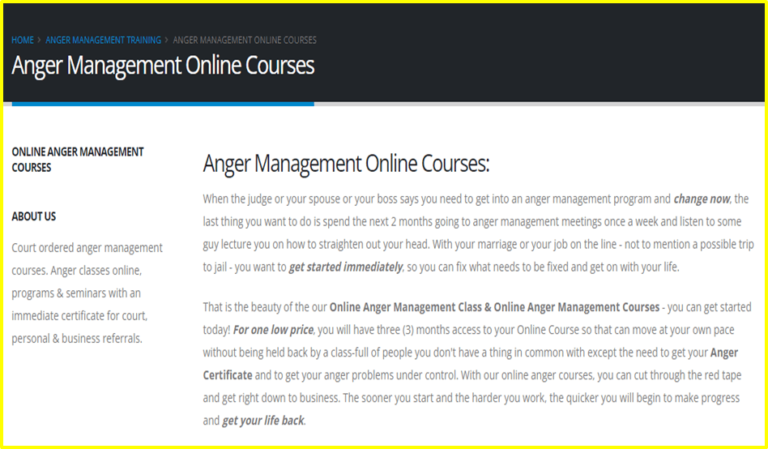 HOME > ANGER MANAGEMENT TRAINING > ANGER MANAGEMENT ONLINE COURSES
Anger Management Online Courses
ONLINE ANGER MANAGEMENT
COURSES
ABOUT US
Court ordered anger management
courses. Anger classes online,
programs & seminars with an
immediate certificate for court,
personal & business referrals.
Anger Management Online Courses:
When the judge or your spouse or your boss says you need to get into an anger management program and change now, the
last thing you want to do is spend the next 2 months going to anger management meetings once a week and listen to some
guy lecture you on how to straighten out your head. With your marriage or your job on the line - not to mention a possible trip
to jail - you want to get started immediately, so you can fix what needs to be fixed and get on with your life.
That is the beauty of the our Online Anger Management Class & Online Anger Management Courses - you can get started
today! For one low price, you will have three (3) months access to your Online Course so that can move at your own pace
without being held back by a class-full of people you don't have a thing in common with except the need to get your Anger
Certificate and to get your anger problems under control. With our online anger courses, you can cut through the red tape
and get right down to business. The sooner you start and the harder you work, the quicker you will begin to make progress
and get your life back.